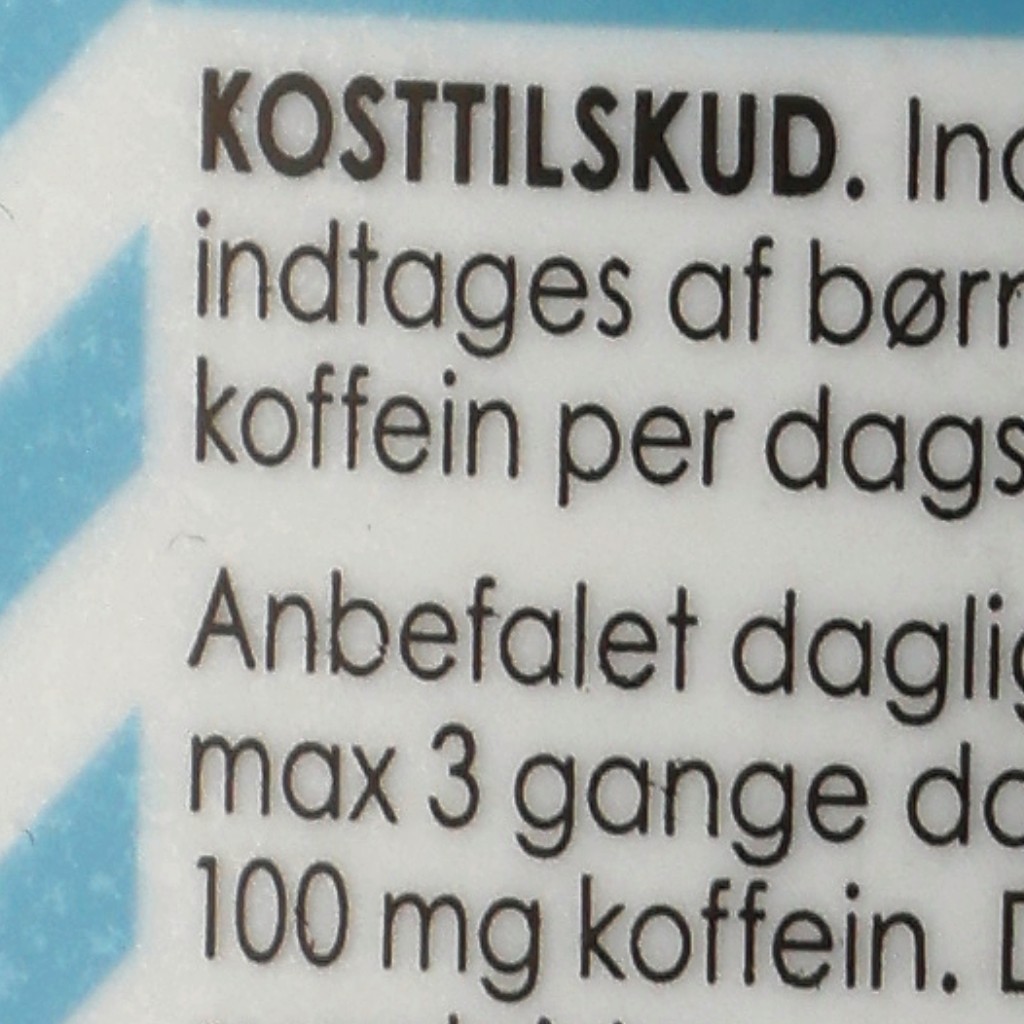 KOSTTILSKUD.
indtages af
koffein per
Anbefalet
max 3 gange
100 mg koffein.